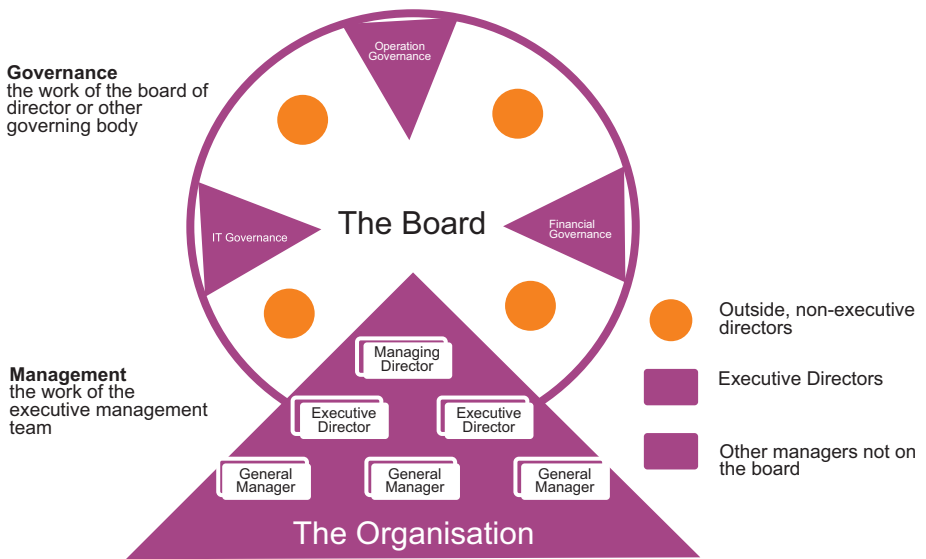 Operation
Governance
Governance
the work of the board of
director or other
governing body
The Board
IT Governance
Financial
Governance
Outside, non-executive
directors
Managing
Director
Management
the work of the
executive management
team
Executive Directors
Executive
Director
Executive
Director
Other managers not on
the board
General
Manager
General
Manager
General
Manager
The Organisation